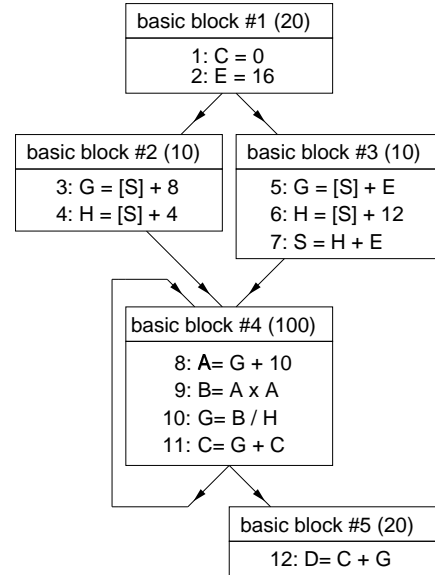 basic block #1 (20)
1: C = 0
2: E = 16
basic block #2 (10)
3: G = [S] + 8
4: H = [S] + 4
basic block #3 (10)
5: G = [S] + E
6: H = [S] + 12
7: S = H + E
basic block #4 (100)
8: A= G + 10
9: B= A x A
10: G= B / H
11: C= G + C
basic block #5 (20)
12: D= C + G